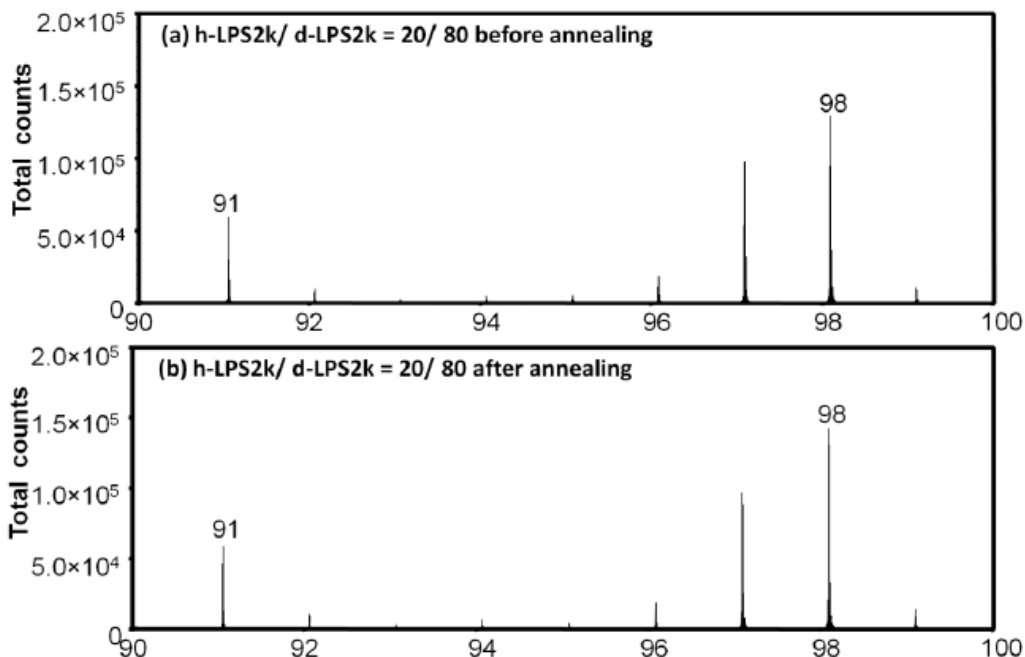 2.0×10⁵
(a) h-LPS2k/ d-LPS2k = 20/ 80 before annealing
1.5×10⁵
98
1.0×10⁵
91
5.0×10⁴
0
Total counts
90 92 94 96 98 100
2.0×10⁵
(b) h-LPS2k/ d-LPS2k = 20/ 80 after annealing
1.5×10⁵
98
1.0×10⁵
91
5.0×10⁴
0
Total counts
90 92 94 96 98 100